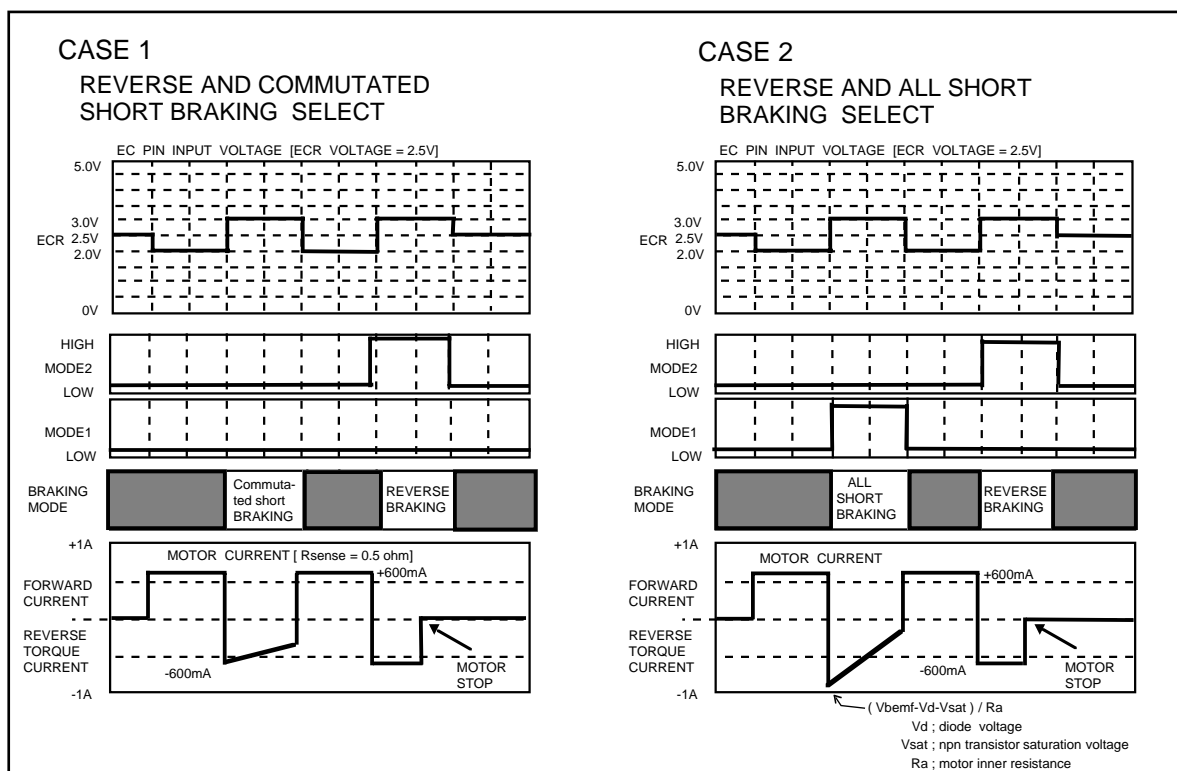 CASE 1
REVERSE AND COMMUTATED
SHORT BRAKING SELECT
EC PIN INPUT VOLTAGE [ECR VOLTAGE = 2.5V]
5.0V
3.0V
ECR 2.5V
2.0V
0V
HIGH
MODE2
LOW
MODE1
LOW
BRAKING
MODE
Commuta-
ted short
BRAKING
REVERSE
BRAKING
+1A
MOTOR CURRENT [ Rsense = 0.5 ohm]
+600mA
FORWARD
CURRENT
REVERSE
TORQUE
CURRENT
-600mA
MOTOR
STOP
-1A
CASE 2
REVERSE AND ALL SHORT
BRAKING SELECT
EC PIN INPUT VOLTAGE [ECR VOLTAGE = 2.5V]
5.0V
3.0V
ECR 2.5V
2.0V
0V
HIGH
MODE2
LOW
MODE1
LOW
BRAKING
MODE
ALL
SHORT
BRAKING
REVERSE
BRAKING
+1A
MOTOR CURRENT
+600mA
FORWARD
CURRENT
REVERSE
TORQUE
CURRENT
-600mA
MOTOR
STOP
-1A
( Vbemf-Vd-Vsat ) / Ra
Vd ; diode voltage
Vsat ; npn transistor saturation voltage
Ra ; motor inner resistance